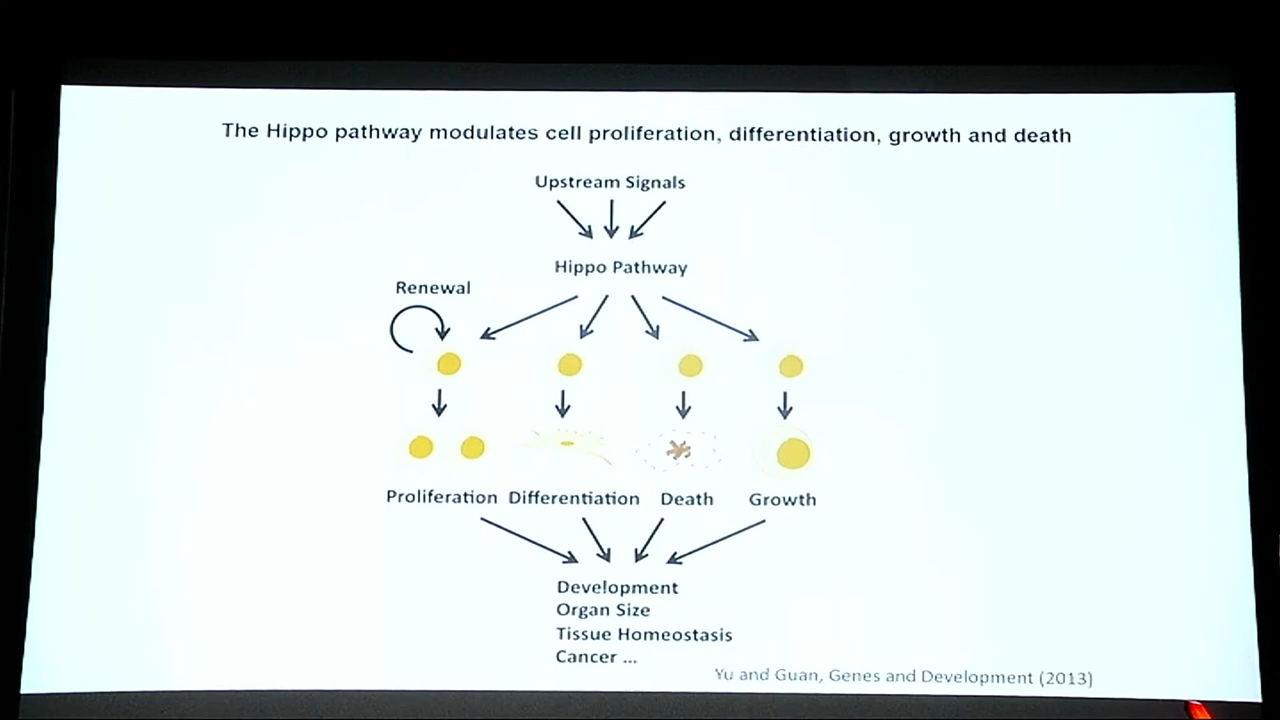 The Hippo pathway modulates cell proliferation, differentiation, growth and death
Upstream Signals
Hippo Pathway
Renewal
Proliferation Differentiation Death Growth
Development
Organ Size
Tissue Homeostasis
Cancer ...
Yu and Guan, Genes and Development (2013)